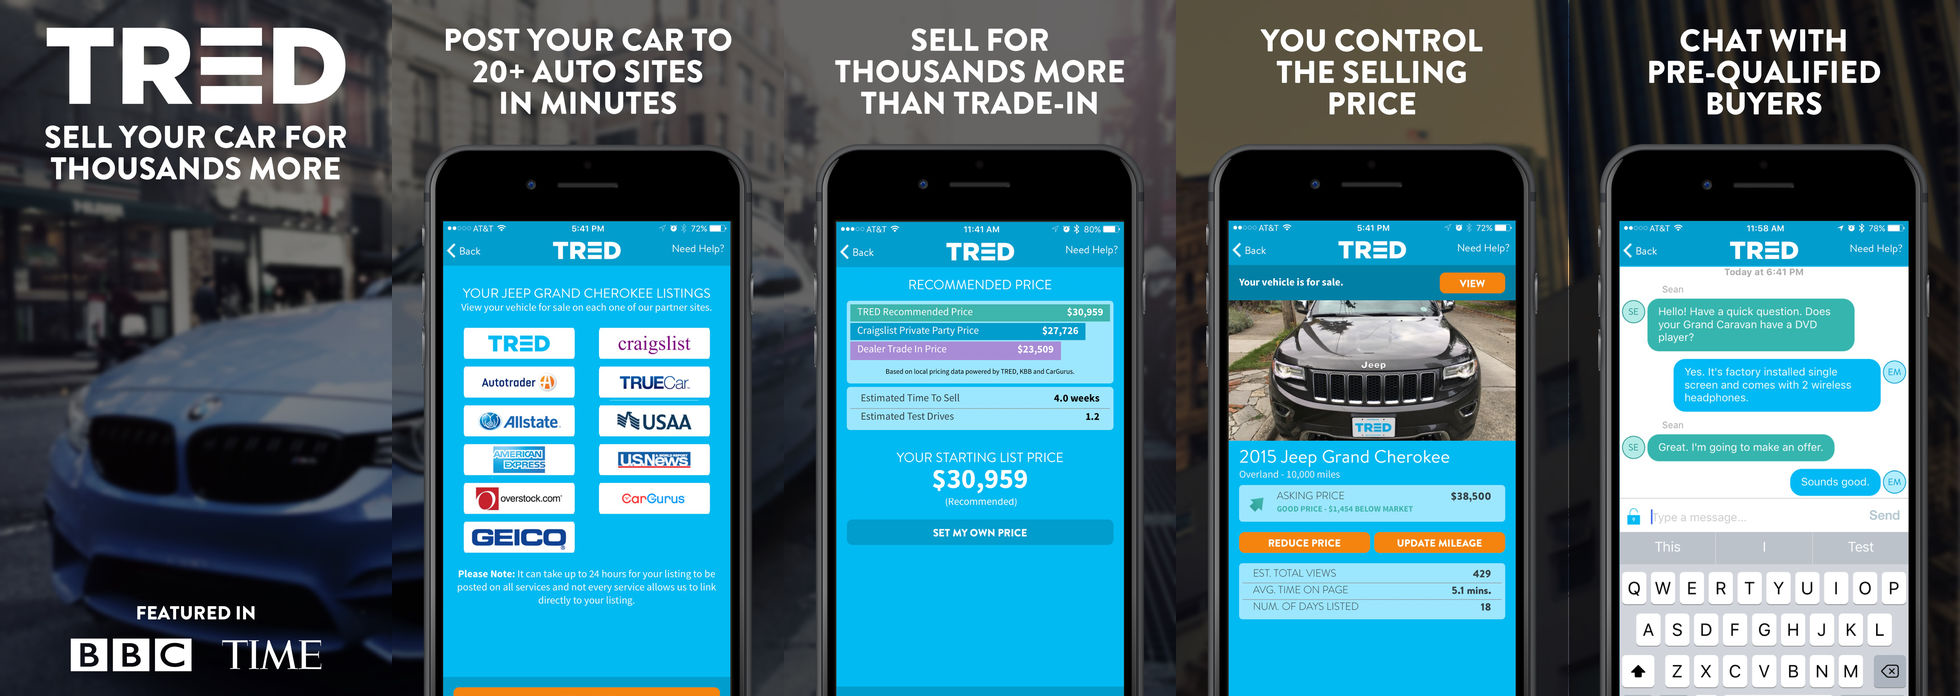 TRED
SELL YOUR CAR FOR
THOUSANDS MORE
FEATURED IN
BBC TIME
POST YOUR CAR TO
20+ AUTO SITES
IN MINUTES
AT&T 5:41 PM 72%
Back TRED Need Help?
YOUR JEEP GRAND CHEROKEE LISTINGS
View your vehicle for sale on each one of our partner sites.
TRED craigslist
Autotrader TRUECar
Allstate USAA
AMERICAN EXPRESS U.S.News
overstock.com CarGurus
GEICO
Please Note: It can take up to 24 hours for your listing to be
posted on all services and not every service allows us to link
directly to your listing.
SELL FOR
THOUSANDS MORE
THAN TRADE-IN
AT&T 11:41 AM 80%
Back TRED Need Help?
RECOMMENDED PRICE
TRED Recommended Price $30,959
Craigslist Private Party Price $27,726
Dealer Trade In Price $23,509
Based on local pricing data powered by TRED, KBB and CarGurus.
Estimated Time To Sell 4.0 weeks
Estimated Test Drives 1.2
YOUR STARTING LIST PRICE
$30,959
(Recommended)
SET MY OWN PRICE
YOU CONTROL
THE SELLING
PRICE
AT&T 5:41 PM 72%
Back TRED Need Help?
Your vehicle is for sale. VIEW
Jeep
TRED
2015 Jeep Grand Cherokee
Overland - 10,000 miles
ASKING PRICE $38,500
GOOD PRICE - $1,454 BELOW MARKET
REDUCE PRICE UPDATE MILEAGE
EST. TOTAL VIEWS 429
AVG. TIME ON PAGE 5.1 mins.
NUM. OF DAYS LISTED 18
CHAT WITH
PRE-QUALIFIED
BUYERS
AT&T 11:58 AM 78%
Back TRED Need Help?
Today at 6:41 PM
Sean
SE Hello! Have a quick question. Does
your Grand Caravan have a DVD
player?
Yes. It's factory installed single EM
screen and comes with 2 wireless
headphones.
Sean
SE Great. I'm going to make an offer.
Sounds good. EM
Type a message... Send
This I Test
Q W E R T Y U I O P
A S D F G H J K L
Z X C V B N M